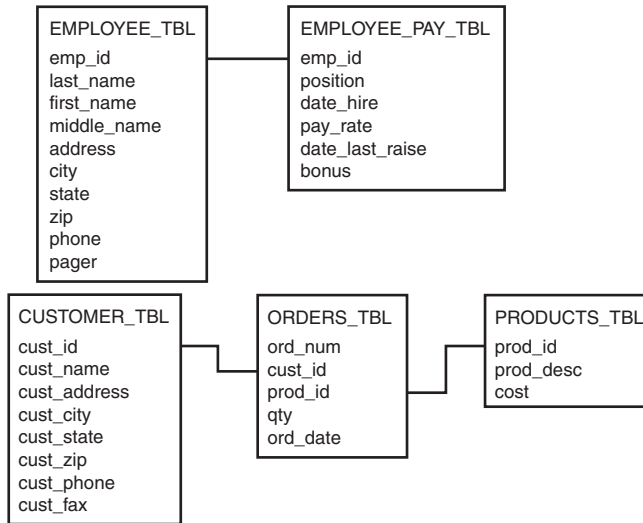 EMPLOYEE_TBL
emp_id
last_name
first_name
middle_name
address
city
state
zip
phone
pager
EMPLOYEE_PAY_TBL
emp_id
position
date_hire
pay_rate
date_last_raise
bonus
CUSTOMER_TBL
cust_id
cust_name
cust_address
cust_city
cust_state
cust_zip
cust_phone
cust_fax
ORDERS_TBL
ord_num
cust_id
prod_id
qty
ord_date
PRODUCTS_TBL
prod_id
prod_desc
cost